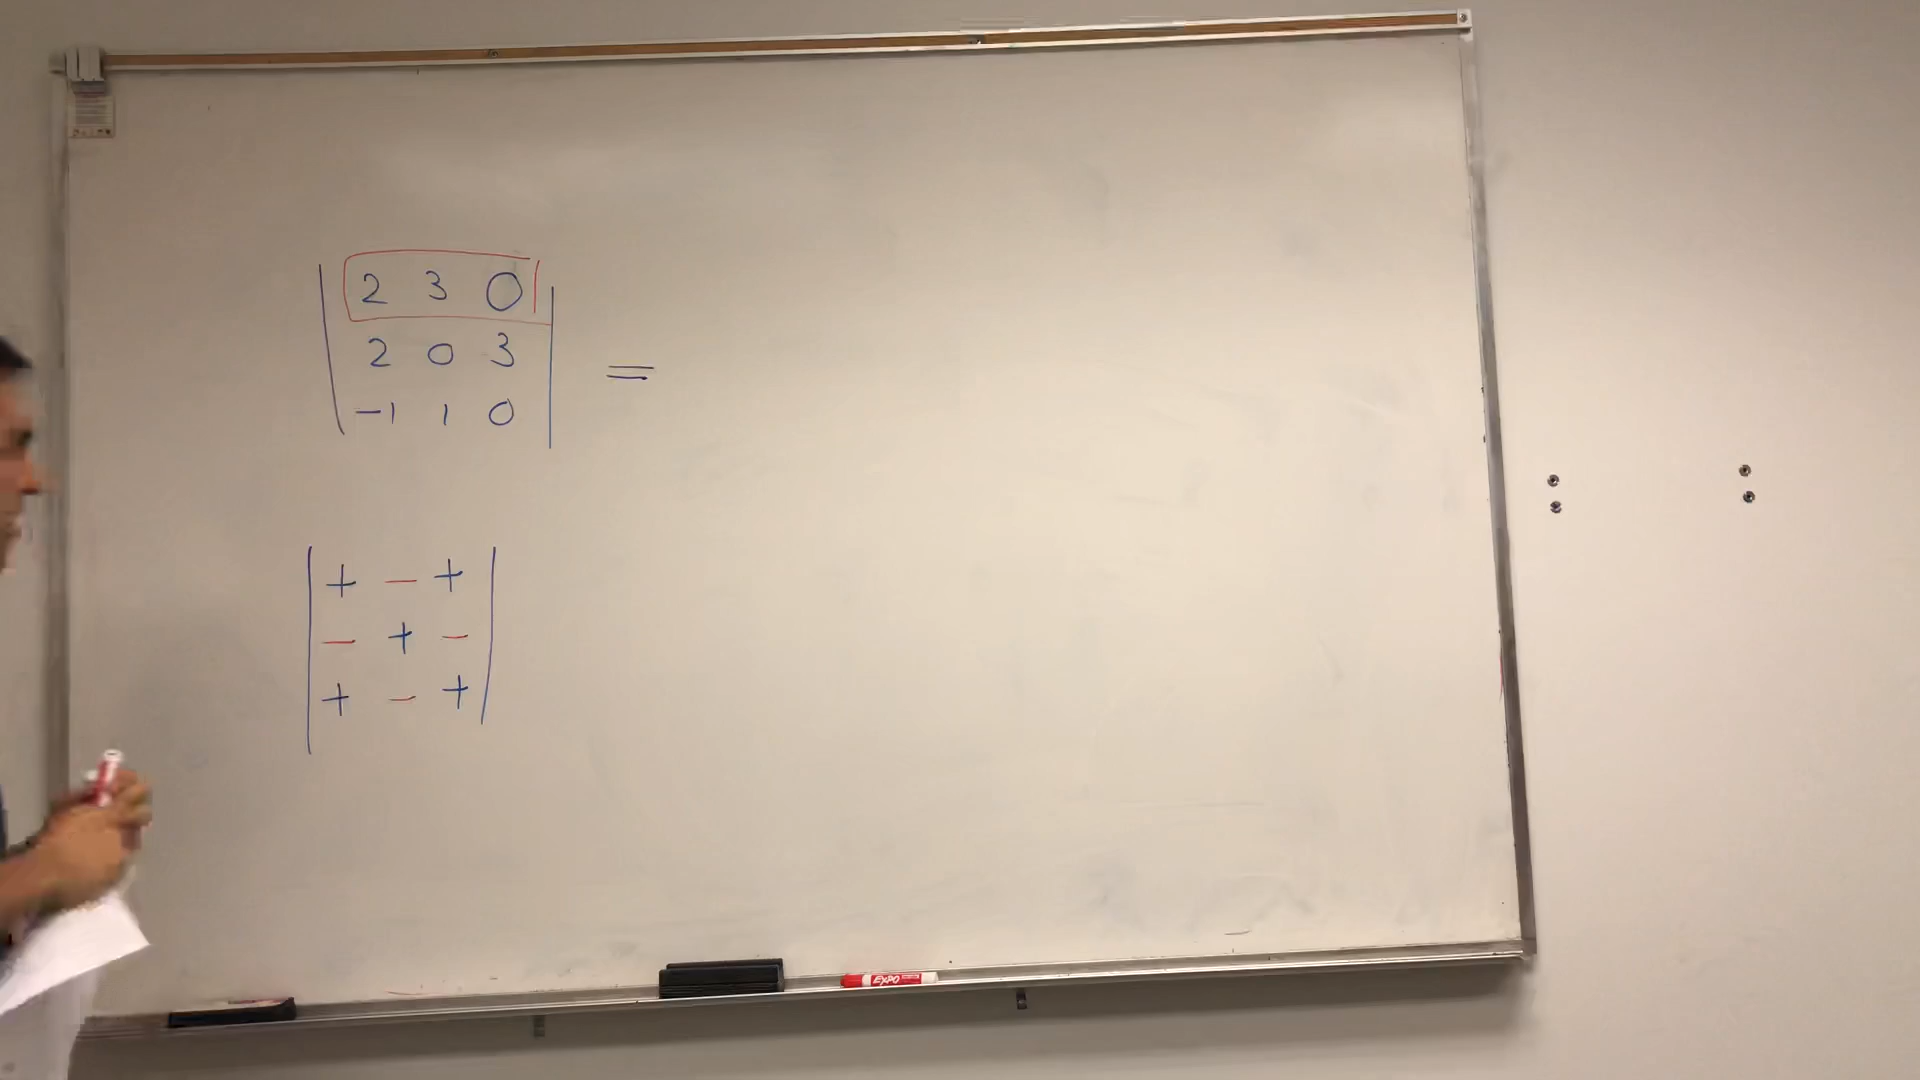 | 2 3 0 |
| 2 0 3 | =
| -1 1 0 |
| + - + |
| - + - |
| + - + |
EXPO